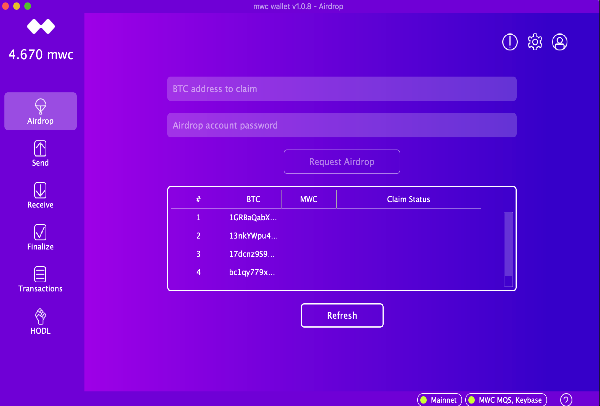 mwc wallet v1.0.8 - Airdrop
4.670 mwc
Airdrop
Send
Receive
Finalize
Transactions
HODL
BTC address to claim
Airdrop account password
Request Airdrop
# BTC MWC Claim Status
1 1GRBaQabX...
2 13nkYWpu4...
3 17dcnz9S9...
4 bc1qy779x...
Refresh
Mainnet
MWC MQS, Keybase
?